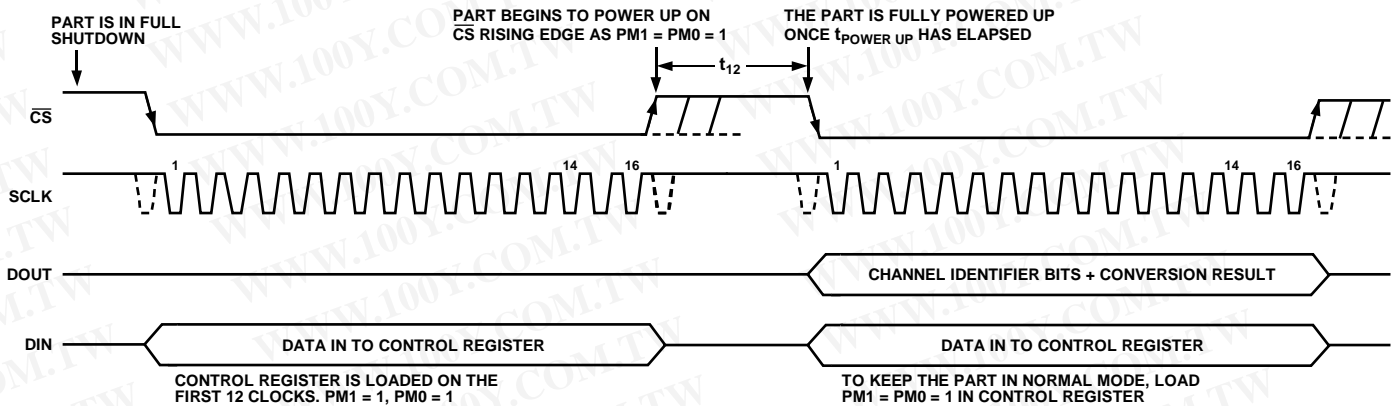 PART IS IN FULL
SHUTDOWN
PART BEGINS TO POWER UP ON
CS RISING EDGE AS PM1 = PM0 = 1
THE PART IS FULLY POWERED UP
ONCE tPOWER UP HAS ELAPSED
t12
CS
1
14
16
1
14
16
SCLK
DOUT
CHANNEL IDENTIFIER BITS + CONVERSION RESULT
DIN
DATA IN TO CONTROL REGISTER
DATA IN TO CONTROL REGISTER
CONTROL REGISTER IS LOADED ON THE
FIRST 12 CLOCKS. PM1 = 1, PM0 = 1
TO KEEP THE PART IN NORMAL MODE, LOAD
PM1 = PM0 = 1 IN CONTROL REGISTER
WWW.100Y.COM.TW